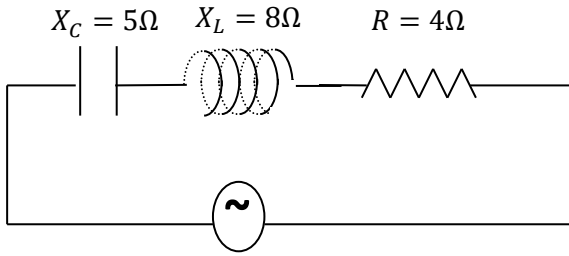 X_C = 5Ω X_L = 8Ω R = 4Ω
~